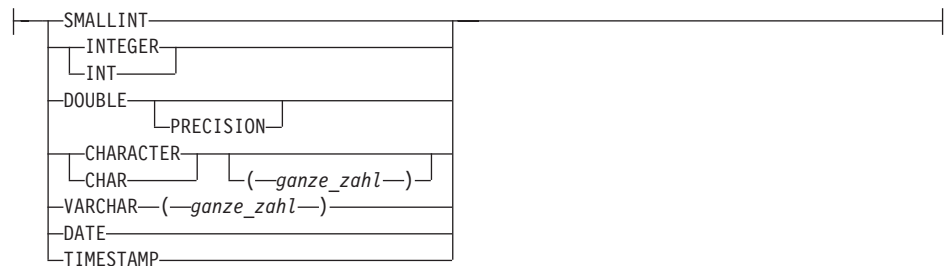 SMALLINT
INTEGER
INT
DOUBLE
PRECISION
CHARACTER
CHAR ( ganze_zahl )
VARCHAR ( ganze_zahl )
DATE
TIMESTAMP